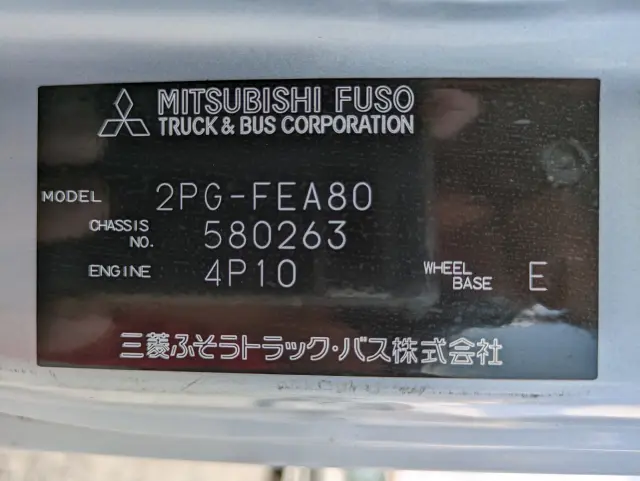 MITSUBISHI FUSO
TRUCK & BUS CORPORATION
MODEL 2PG-FEA80
CHASSIS NO. 580263
ENGINE 4P10 WHEEL BASE E
三菱ふそうトラック・バス株式会社